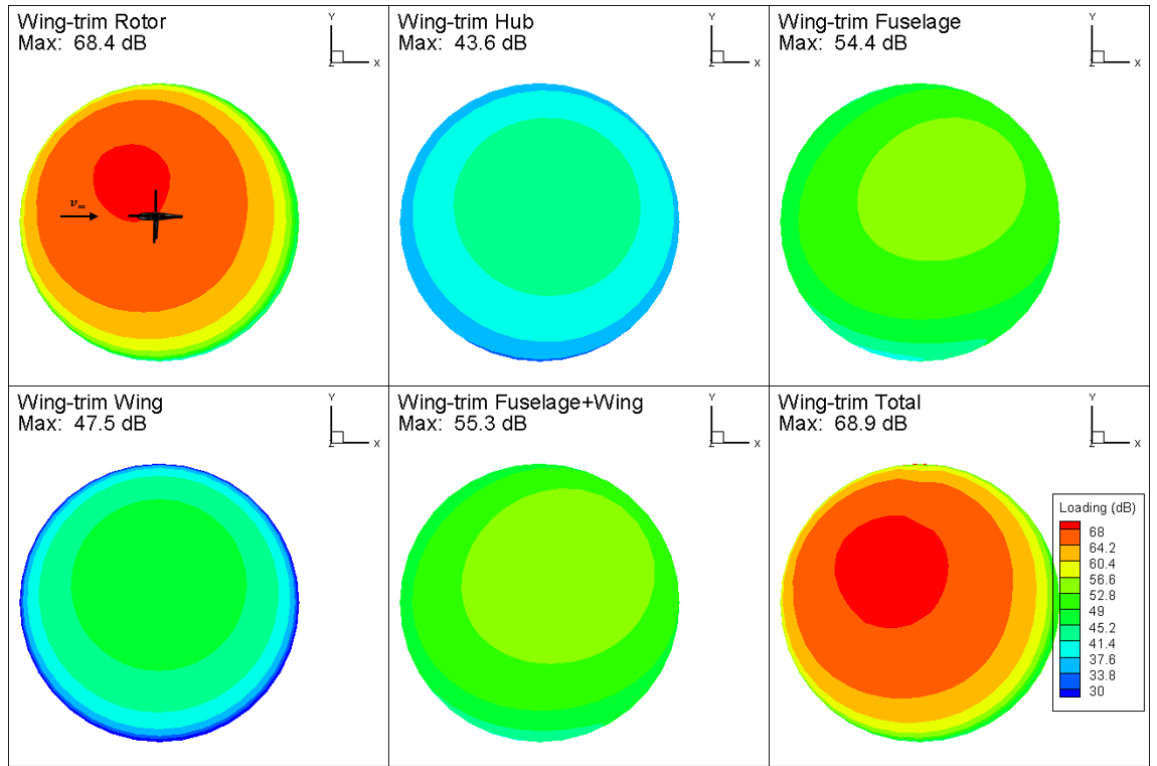 Wing-trim Rotor
Max: 68.4 dB
Y
Z
X
v∞
Wing-trim Hub
Max: 43.6 dB
Y
Z
X
Wing-trim Fuselage
Max: 54.4 dB
Y
Z
X
Wing-trim Wing
Max: 47.5 dB
Y
Z
X
Wing-trim Fuselage+Wing
Max: 55.3 dB
Y
Z
X
Wing-trim Total
Max: 68.9 dB
Y
Z
X
Loading (dB)
68
64.2
60.4
56.6
52.8
49
45.2
41.4
37.6
33.8
30